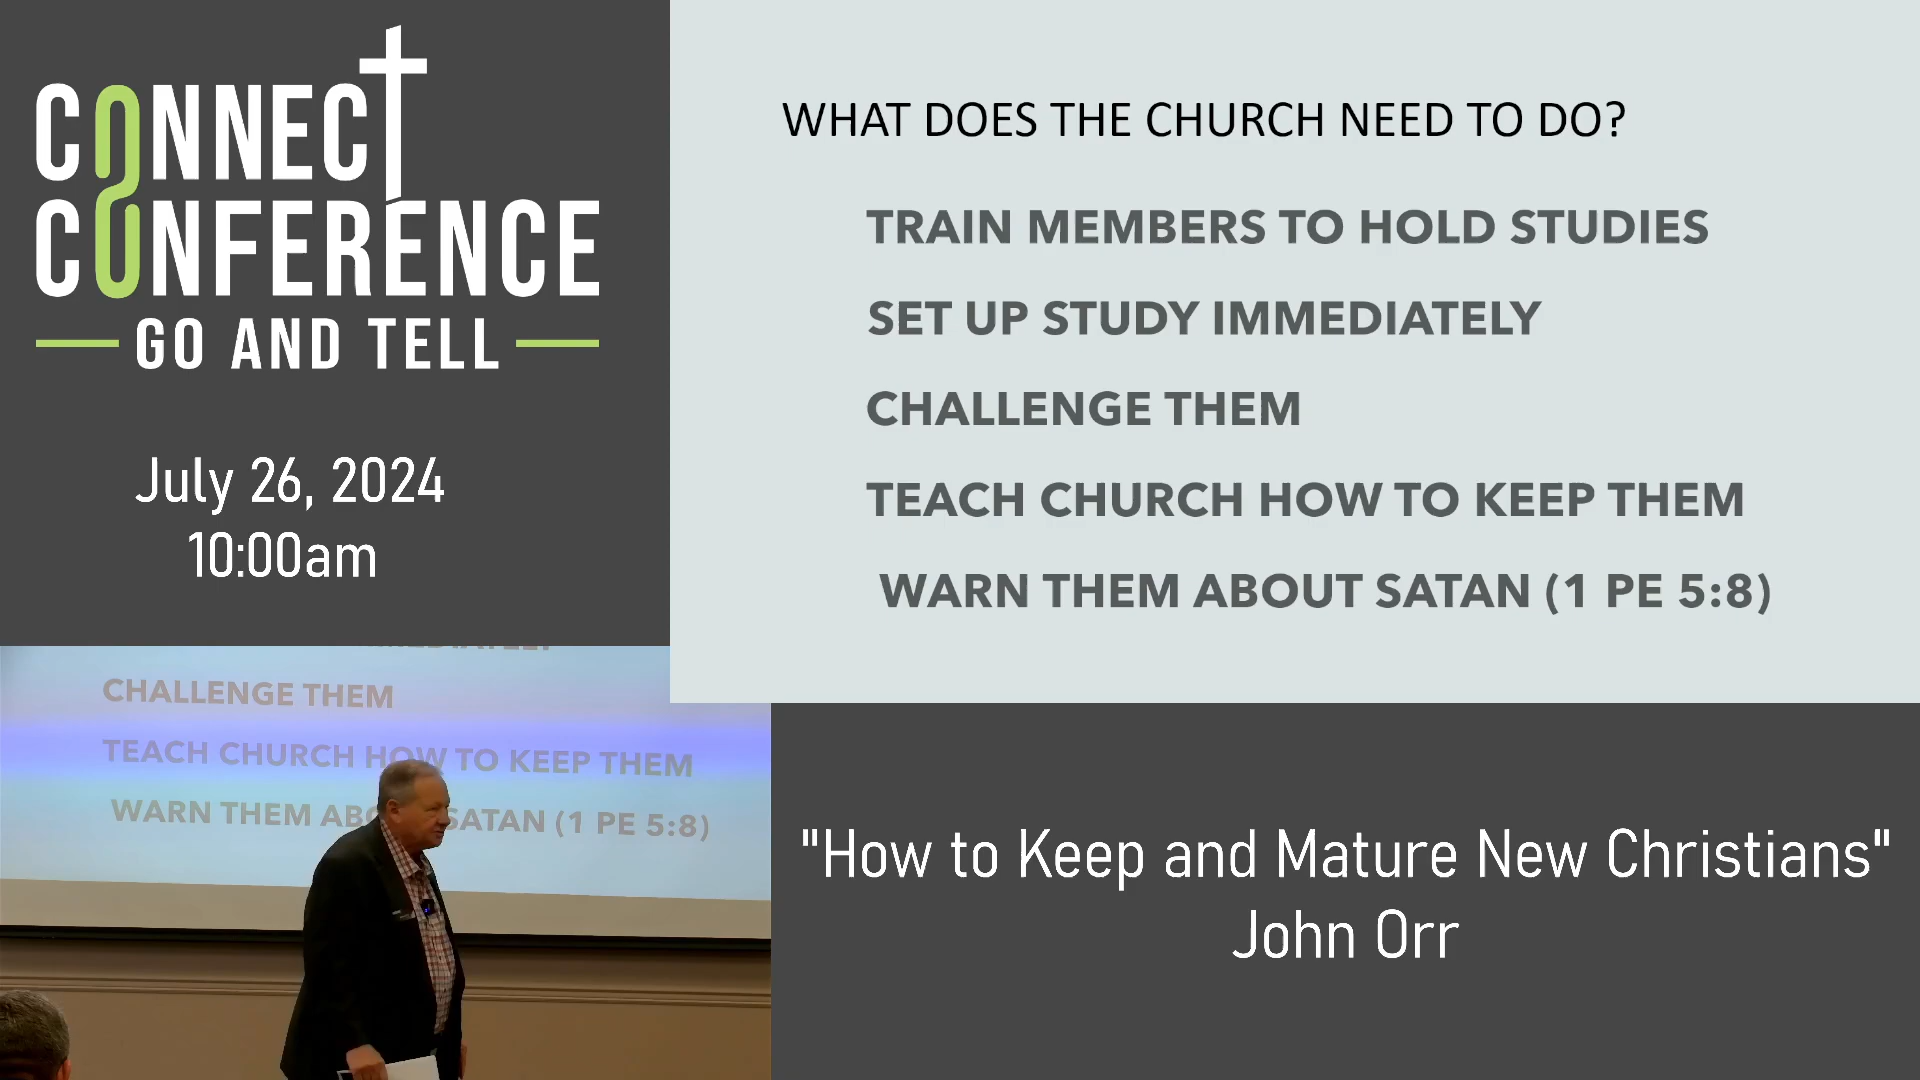 CONNECT
CONFERENCE
GO AND TELL
July 26, 2024
10:00am
WHAT DOES THE CHURCH NEED TO DO?
TRAIN MEMBERS TO HOLD STUDIES
SET UP STUDY IMMEDIATELY
CHALLENGE THEM
TEACH CHURCH HOW TO KEEP THEM
WARN THEM ABOUT SATAN (1 PE 5:8)
CHALLENGE THEM
TEACH CHURCH HOW TO KEEP THEM
WARN THEM ABO SATAN (1 PE 5:8)
"How to Keep and Mature New Christians"
John Orr